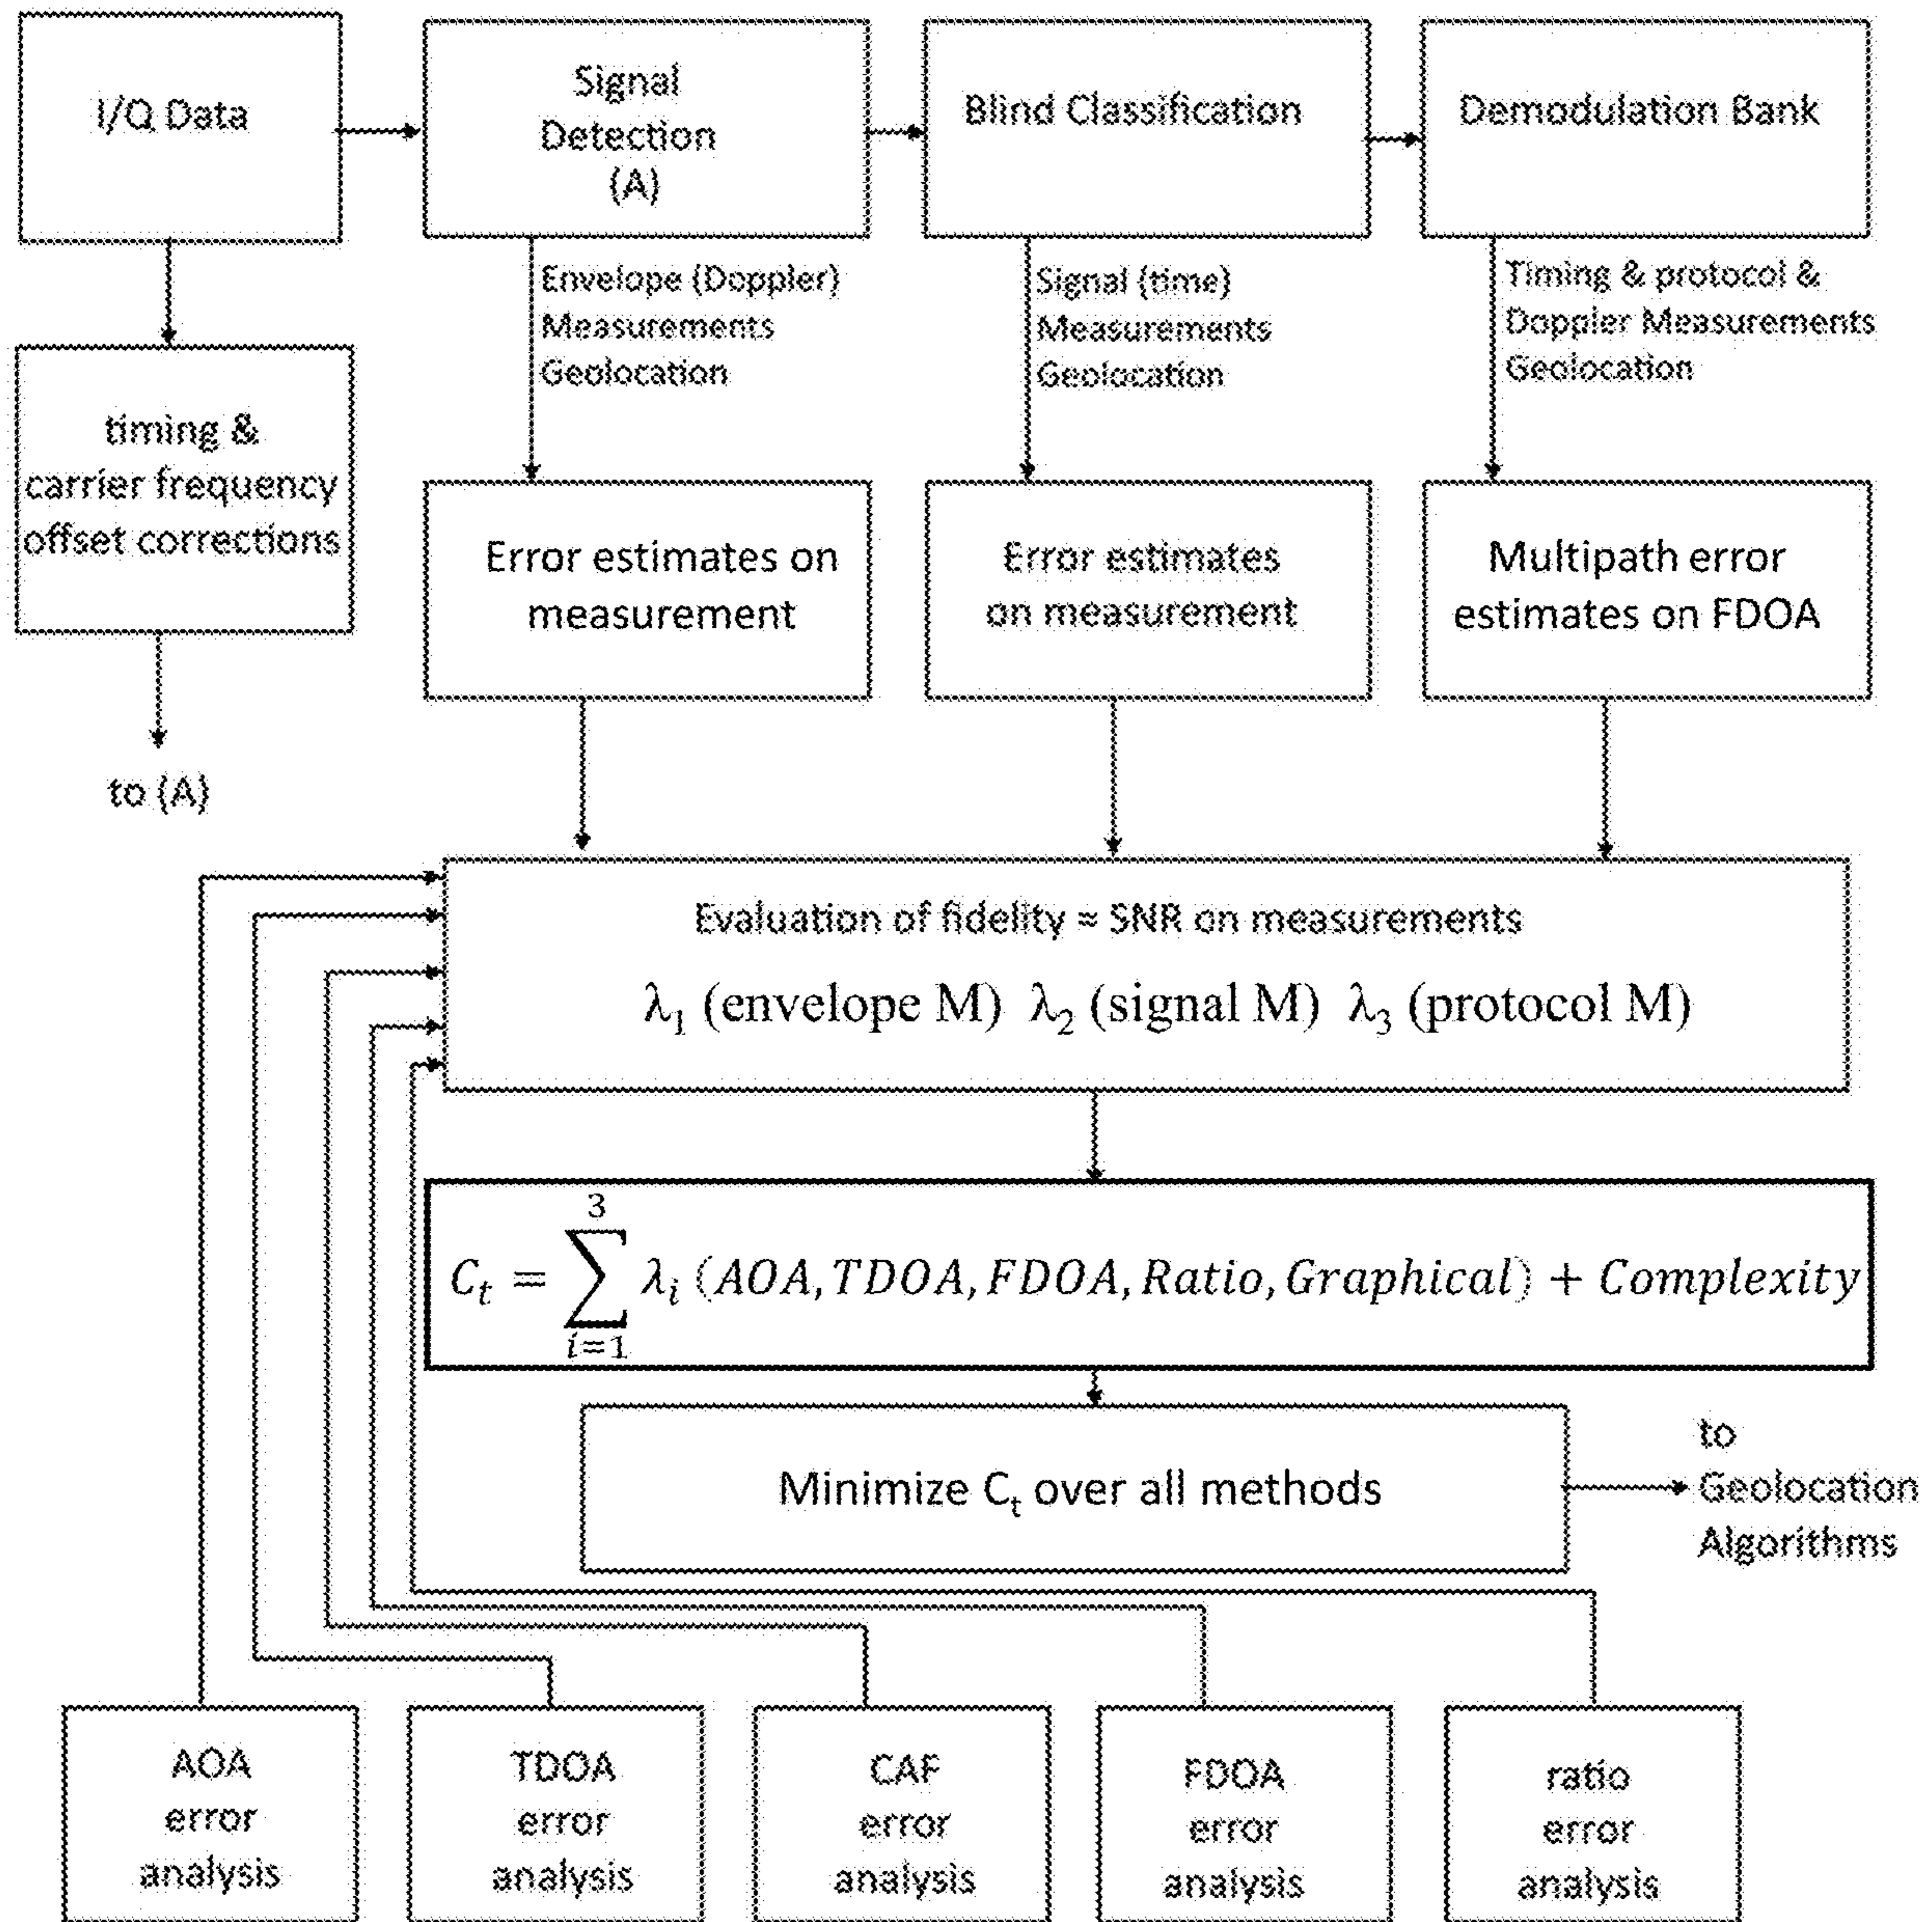 I/Q Data
Signal
Detection
(A)
Blind Classification
Demodulation Bank
Envelope (Doppler)
Measurements
Geolocation
Signal (time)
Measurements
Geolocation
Timing & protocol &
Doppler Measurements
Geolocation
timing &
carrier frequency
offset corrections
to (A)
Error estimates on
measurement
Error estimates
on measurement
Multipath error
estimates on FDOA
Evaluation of fidelity = SNR on measurements
λ₁ (envelope M) λ₂ (signal M) λ₃ (protocol M)
C_t = \sum_{i=1}^{3} λ_i (AOA, TDOA, FDOA, Ratio, Graphical) + Complexity
Minimize C_t over all methods
to
Geolocation
Algorithms
AOA
error
analysis
TDOA
error
analysis
CAF
error
analysis
FDOA
error
analysis
ratio
error
analysis